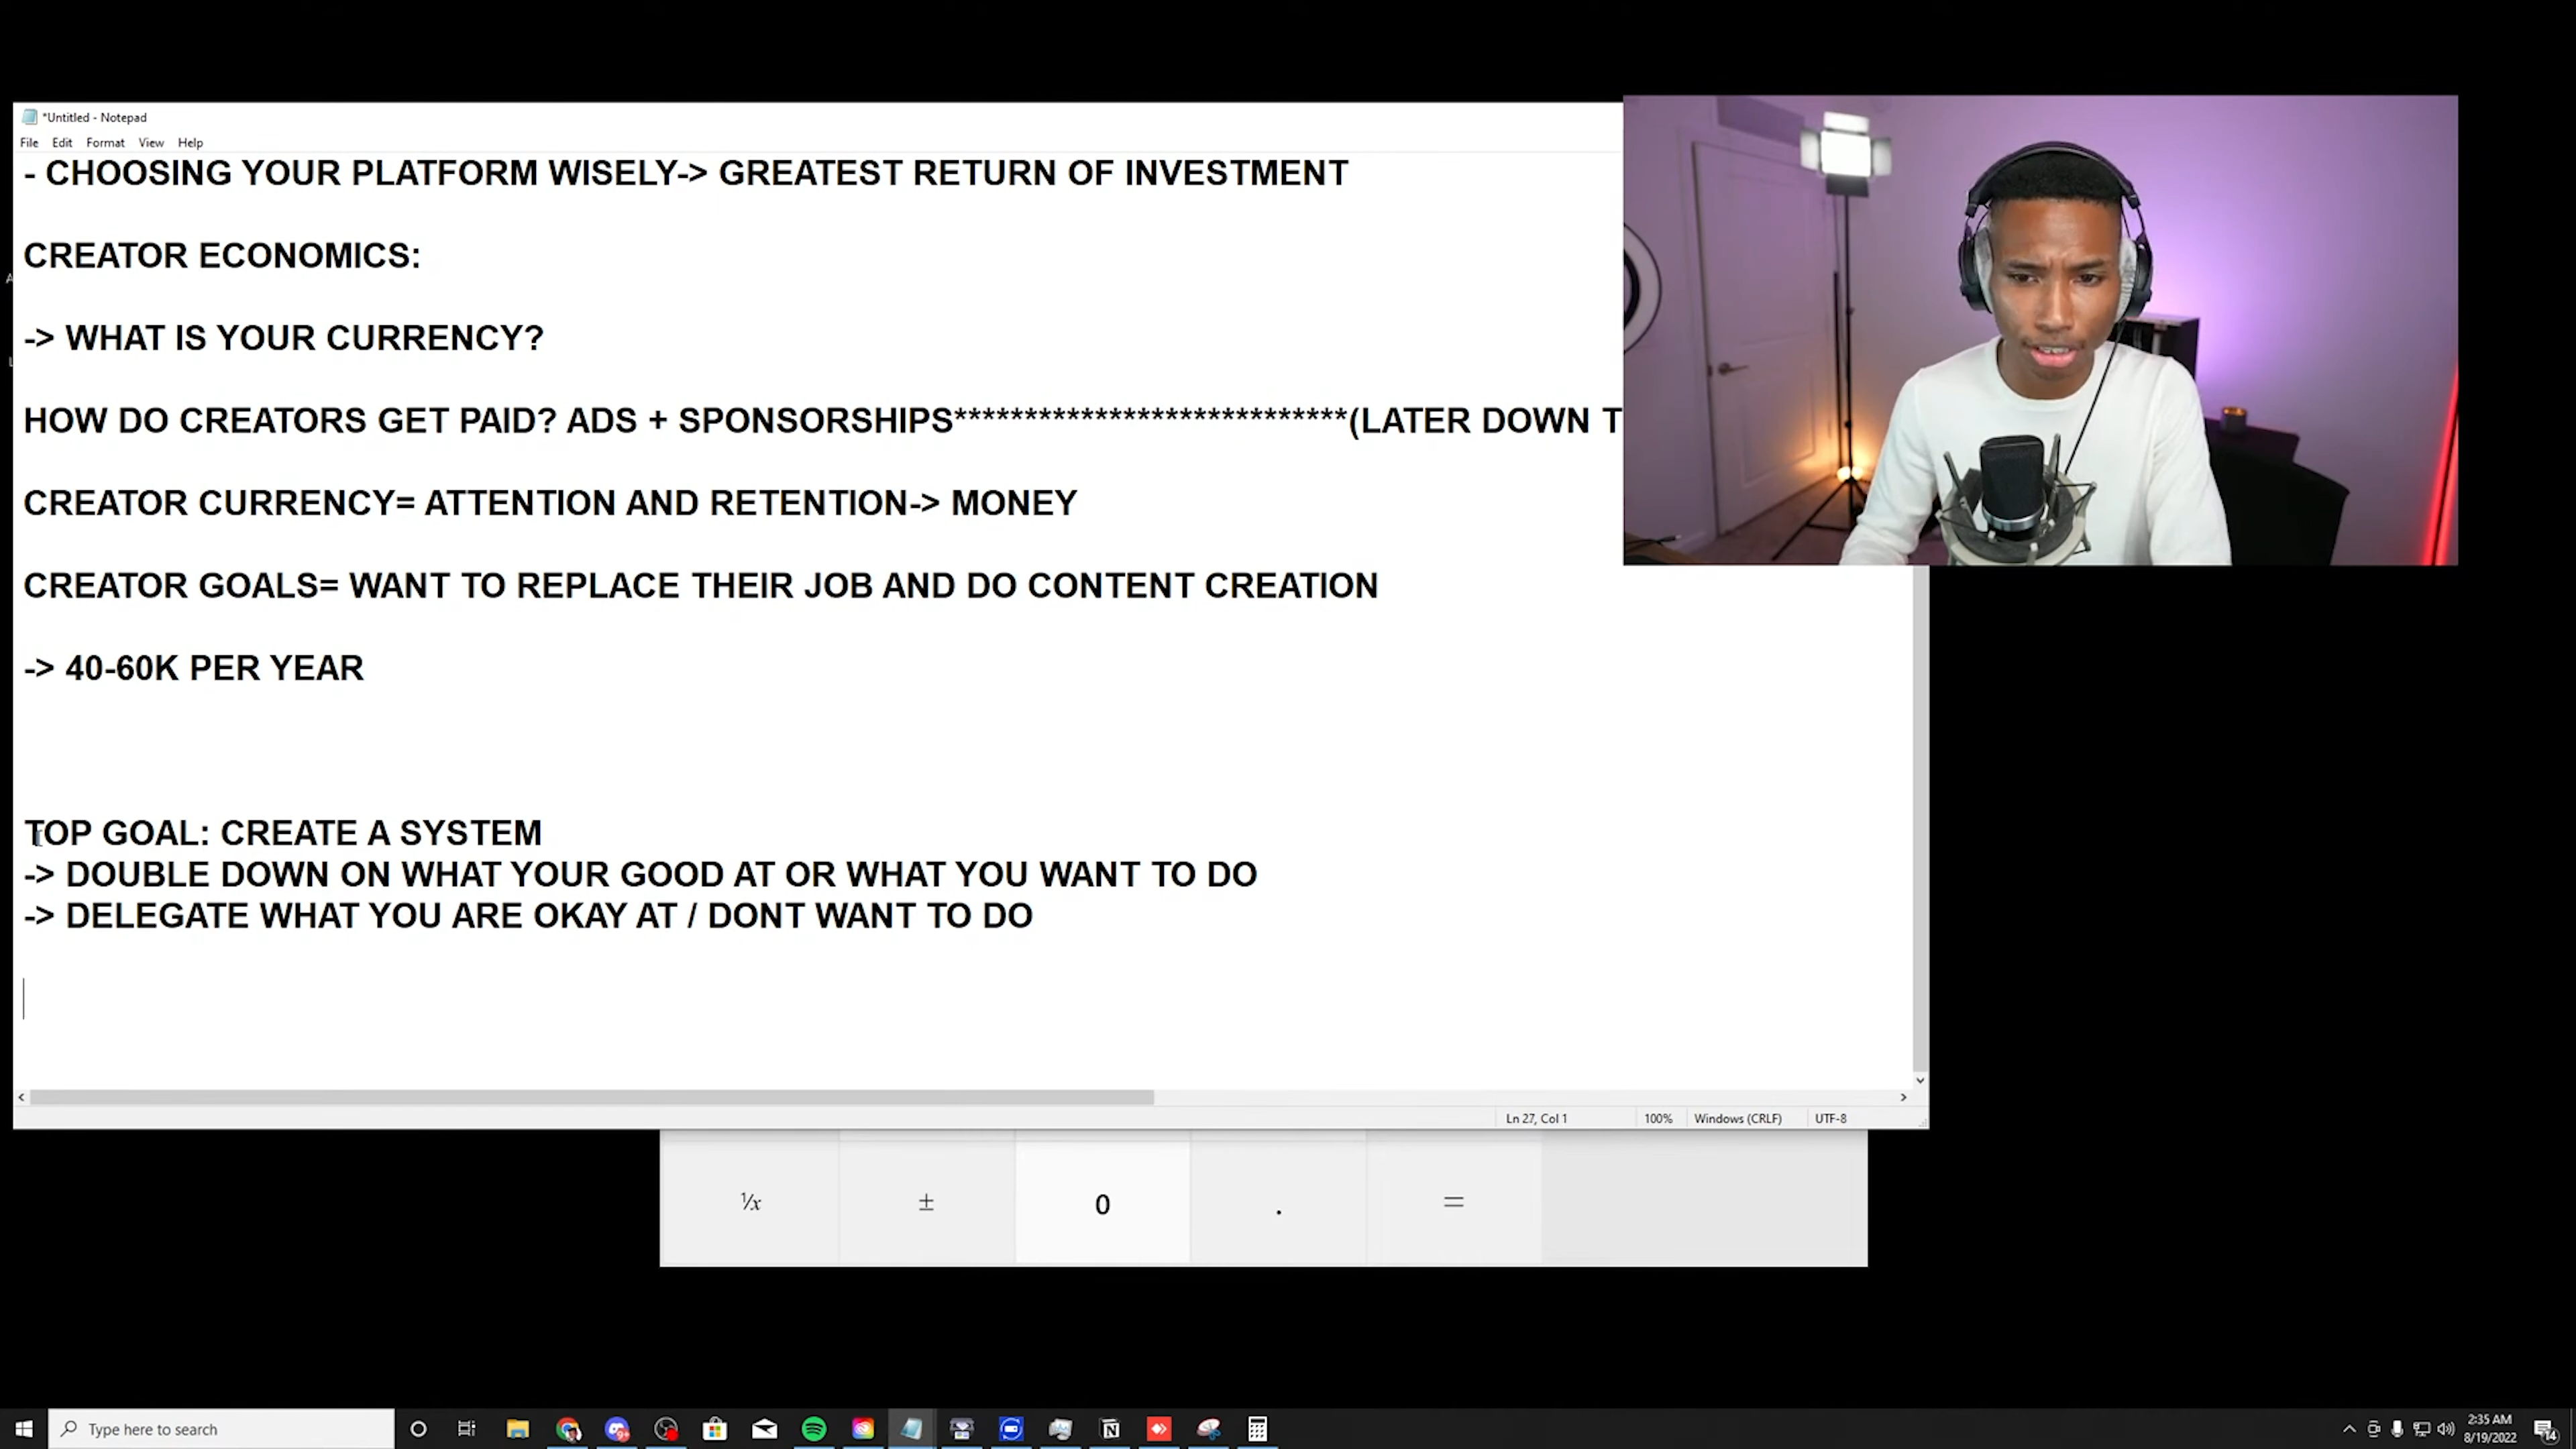 *Untitled - Notepad
File Edit Format View Help
- CHOOSING YOUR PLATFORM WISELY-> GREATEST RETURN OF INVESTMENT
CREATOR ECONOMICS:
-> WHAT IS YOUR CURRENCY?
HOW DO CREATORS GET PAID? ADS + SPONSORSHIPS****************************(LATER DOWN T
CREATOR CURRENCY= ATTENTION AND RETENTION-> MONEY
CREATOR GOALS= WANT TO REPLACE THEIR JOB AND DO CONTENT CREATION
-> 40-60K PER YEAR
TOP GOAL: CREATE A SYSTEM
-> DOUBLE DOWN ON WHAT YOUR GOOD AT OR WHAT YOU WANT TO DO
-> DELEGATE WHAT YOU ARE OKAY AT / DONT WANT TO DO
Ln 27, Col 1 100% Windows (CRLF) UTF-8
1/x ± 0 . =
Type here to search
2:35 AM
8/19/2022
14